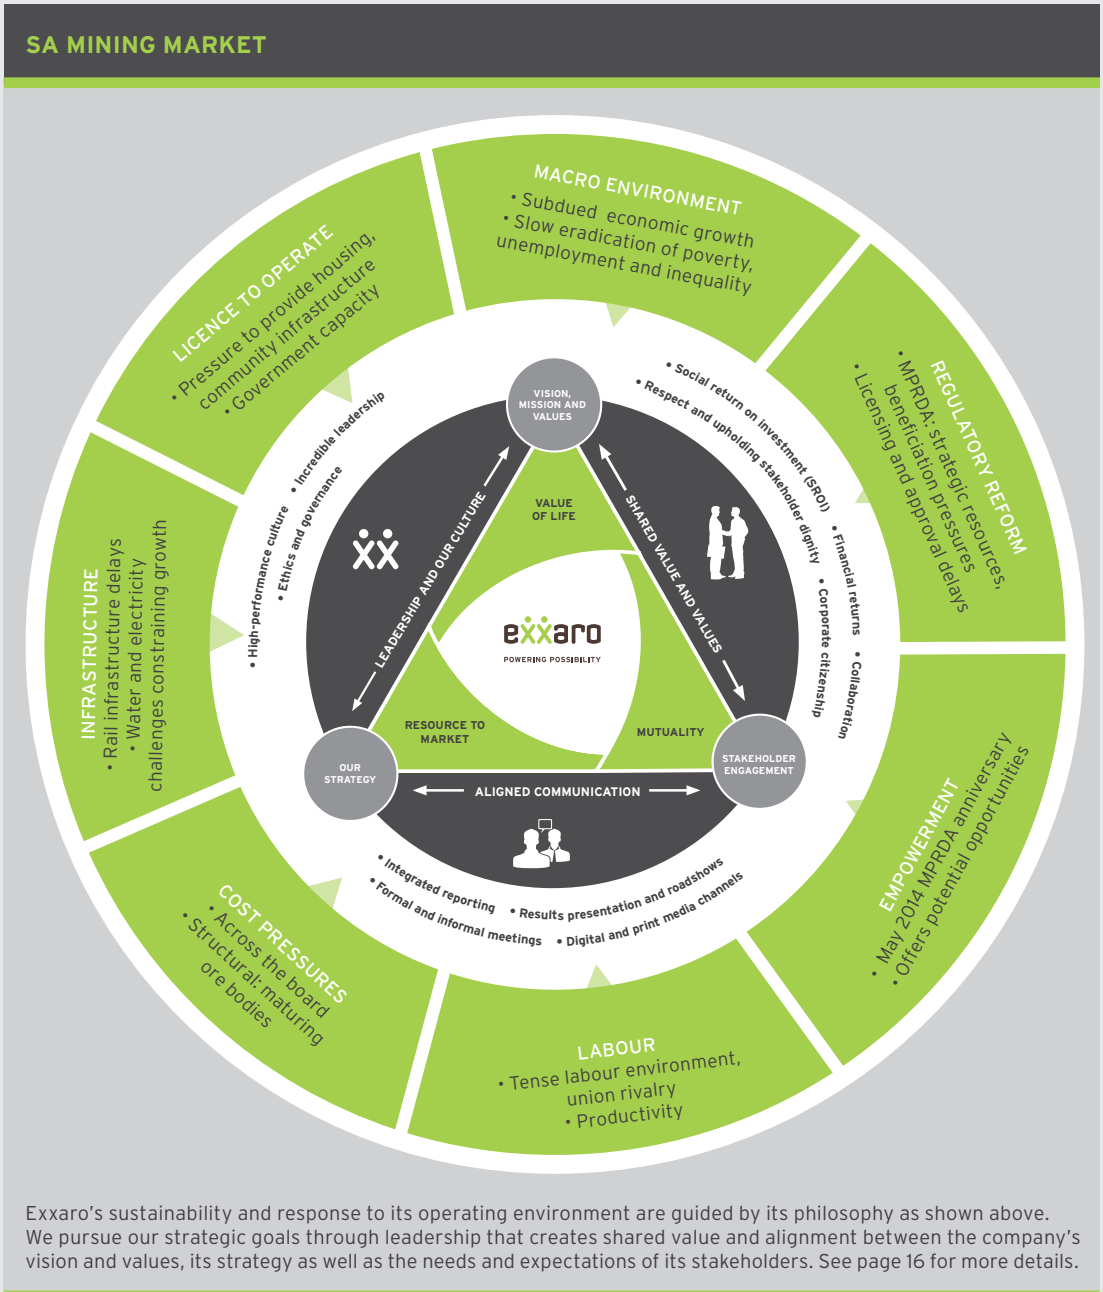 SA MINING MARKET
MACRO ENVIRONMENT
• Subdued economic growth
• Slow eradication of poverty,
unemployment and inequality
REGULATORY REFORM
• MPRDA: strategic resources,
beneficiation pressures
• Licensing and approval delays
EMPOWERMENT
• May 2014 MPRDA anniversary
• Offers potential opportunities
LABOUR
• Tense labour environment,
union rivalry
• Productivity
COST PRESSURES
• Across the board
• Structural: maturing
ore bodies
INFRASTRUCTURE
• Rail infrastructure delays
• Water and electricity
challenges constraining growth
LICENCE TO OPERATE
• Pressure to provide housing,
community infrastructure
• Government capacity
• High-performance culture • Incredible leadership
• Ethics and governance
• Social return on investment (SROI) • Financial returns • Collaboration
• Respect and upholding stakeholder dignity • Corporate citizenship
• Integrated reporting • Results presentation and roadshows
• Formal and informal meetings • Digital and print media channels
VISION,
MISSION AND
VALUES
LEADERSHIP AND OUR CULTURE
SHARED VALUE AND VALUES
VALUE
OF LIFE
exxaro
POWERING POSSIBILITY
RESOURCE TO
MARKET
MUTUALITY
OUR
STRATEGY
STAKEHOLDER
ENGAGEMENT
ALIGNED COMMUNICATION
Exxaro's sustainability and response to its operating environment are guided by its philosophy as shown above.
We pursue our strategic goals through leadership that creates shared value and alignment between the company's
vision and values, its strategy as well as the needs and expectations of its stakeholders. See page 16 for more details.